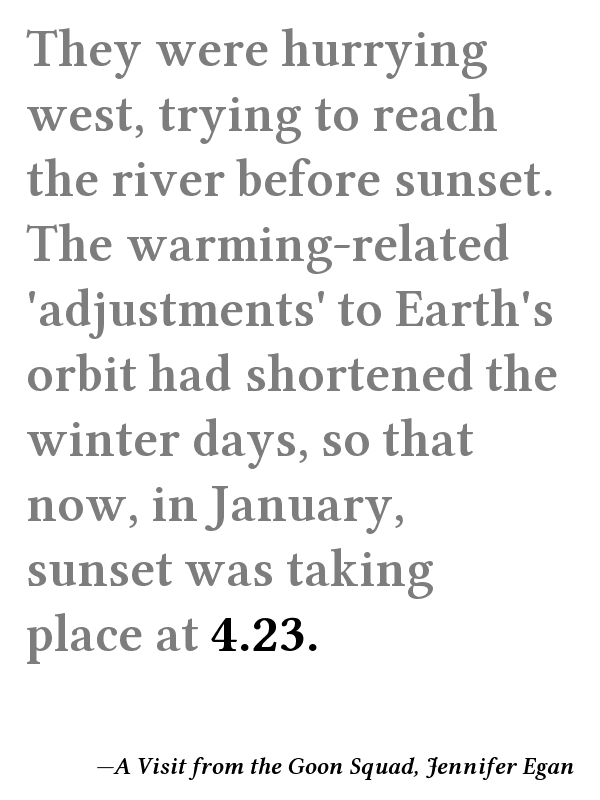 They were hurrying
west, trying to reach
the river before sunset.
The warming-related
'adjustments' to Earth's
orbit had shortened the
winter days, so that
now, in January,
sunset was taking
place at 4.23.
—A Visit from the Goon Squad, Jennifer Egan